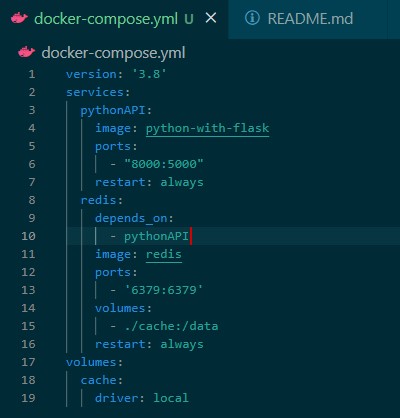 docker-compose.yml U × README.md
docker-compose.yml
1 version: '3.8'
2 services:
3   pythonAPI:
4     image: python-with-flask
5     ports:
6       - "8000:5000"
7     restart: always
8   redis:
9     depends_on:
10       - pythonAPI
11     image: redis
12     ports:
13     - '6379:6379'
14     volumes:
15     - ./cache:/data
16     restart: always
17 volumes:
18   cache:
19     driver: local